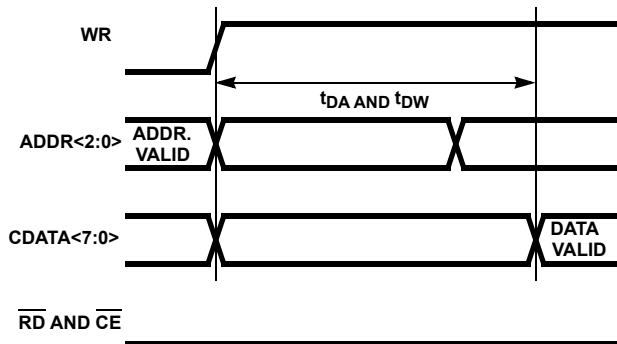 WR
tDA AND tDW
ADDR<2:0>
ADDR.
VALID
CDATA<7:0>
DATA
VALID
RD AND CE